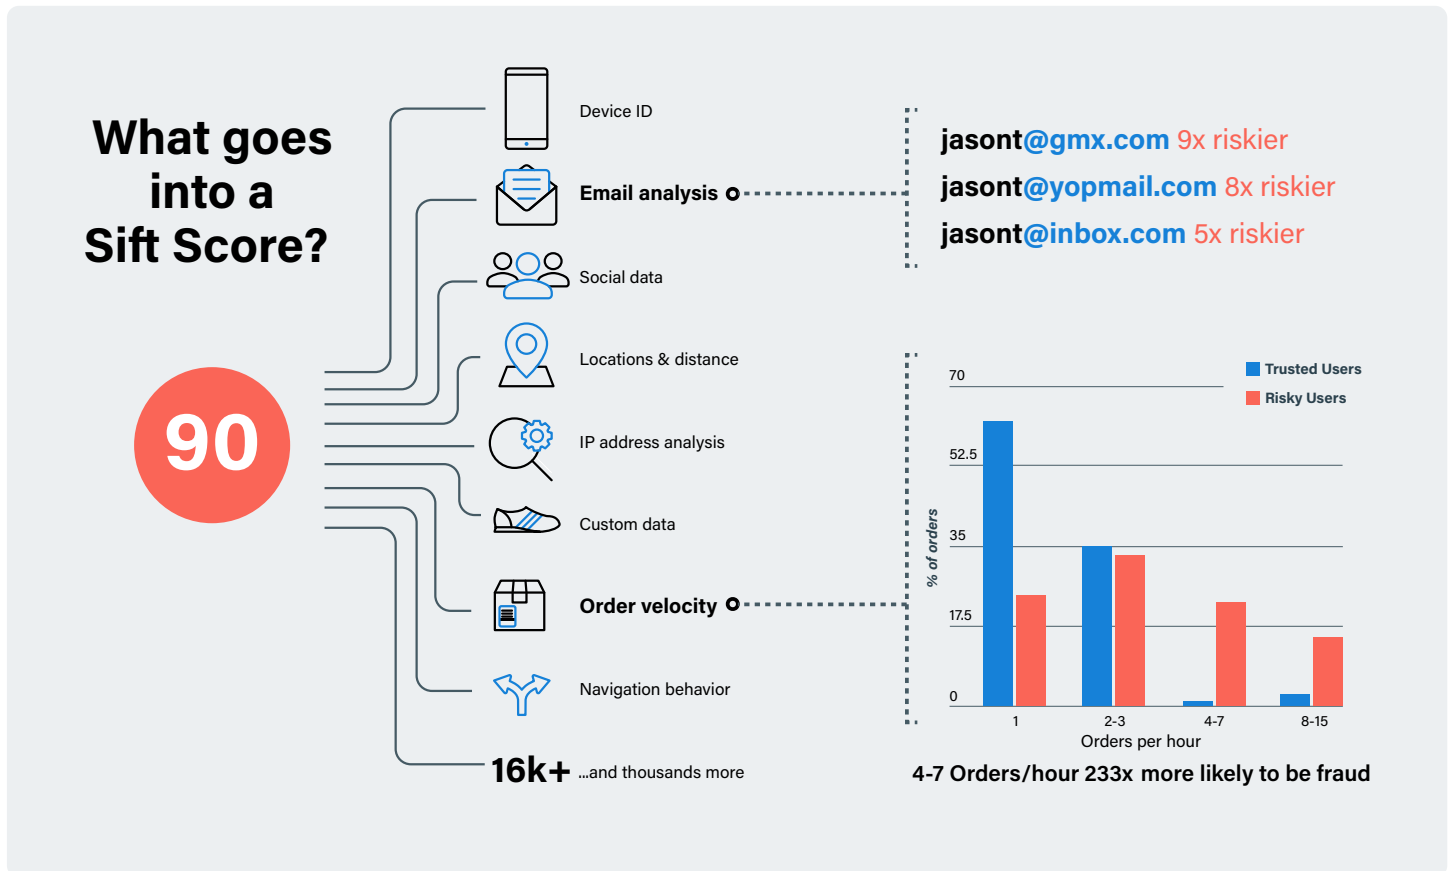 What goes
into a
Sift Score?
90
Device ID
Email analysis
Social data
Locations & distance
IP address analysis
Custom data
Order velocity
Navigation behavior
16k+ ...and thousands more
jasont@gmx.com 9x riskier
jasont@yopmail.com 8x riskier
jasont@inbox.com 5x riskier
Trusted Users
Risky Users
% of orders
70
52.5
35
17.5
0
1 2-3 4-7 8-15
Orders per hour
4-7 Orders/hour 233x more likely to be fraud